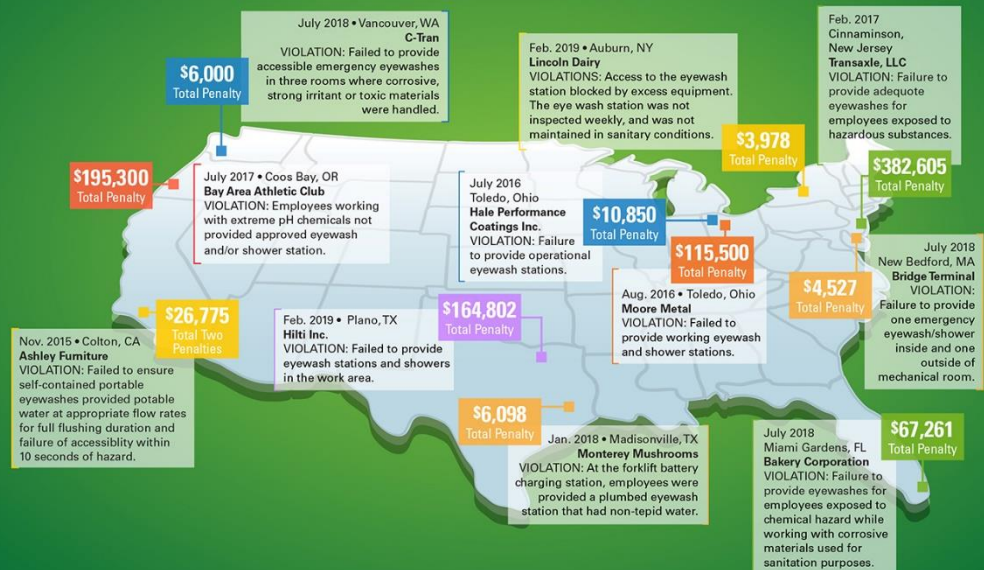 July 2018 • Vancouver, WA
C-Tran
VIOLATION: Failed to provide
accessible emergency eyewashes
in three rooms where corrosive,
strong irritant or toxic materials
were handled.
$6,000
Total Penalty
Feb. 2019 • Auburn, NY
Lincoln Dairy
VIOLATIONS: Access to the eyewash
station blocked by excess equipment.
The eye wash station was not
inspected weekly, and was not
maintained in sanitary conditions.
$3,978
Total Penalty
Feb. 2017
Cinnaminson,
New Jersey
Transaxle, LLC
VIOLATION: Failure to
provide adequate
eyewashes for
employees exposed to
hazardous substances.
$382,605
Total Penalty
$195,300
Total Penalty
July 2017 • Coos Bay, OR
Bay Area Athletic Club
VIOLATION: Employees working
with extreme pH chemicals not
provided approved eyewash
and/or shower station.
July 2016
Toledo, Ohio
Hale Performance
Coatings Inc.
VIOLATION: Failure
to provide operational
eyewash stations.
$10,850
Total Penalty
$115,500
Total Penalty
Aug. 2016 • Toledo, Ohio
Moore Metal
VIOLATION: Failed to
provide working eyewash
and shower stations.
$4,527
Total Penalty
July 2018
New Bedford, MA
Bridge Terminal
VIOLATION:
Failure to provide
one emergency
eyewash/shower
inside and one
outside of
mechanical room.
$26,775
Total Two
Penalties
Nov. 2015 • Colton, CA
Ashley Furniture
VIOLATION: Failed to ensure
self-contained portable
eyewashes provided potable
water at appropriate flow rates
for full flushing duration and
failure of accessiblity within
10 seconds of hazard.
Feb. 2019 • Plano, TX
Hilti Inc.
VIOLATION: Failed to provide
eyewash stations and showers
in the work area.
$164,802
Total Penalty
$6,098
Total Penalty
Jan. 2018 • Madisonville, TX
Monterey Mushrooms
VIOLATION: At the forklift battery
charging station, employees were
provided a plumbed eyewash
station that had non-tepid water.
July 2018
Miami Gardens, FL
Bakery Corporation
VIOLATION: Failure to
provide eyewashes for
employees exposed to
chemical hazard while
working with corrosive
materials used for
sanitation purposes.
$67,261
Total Penalty